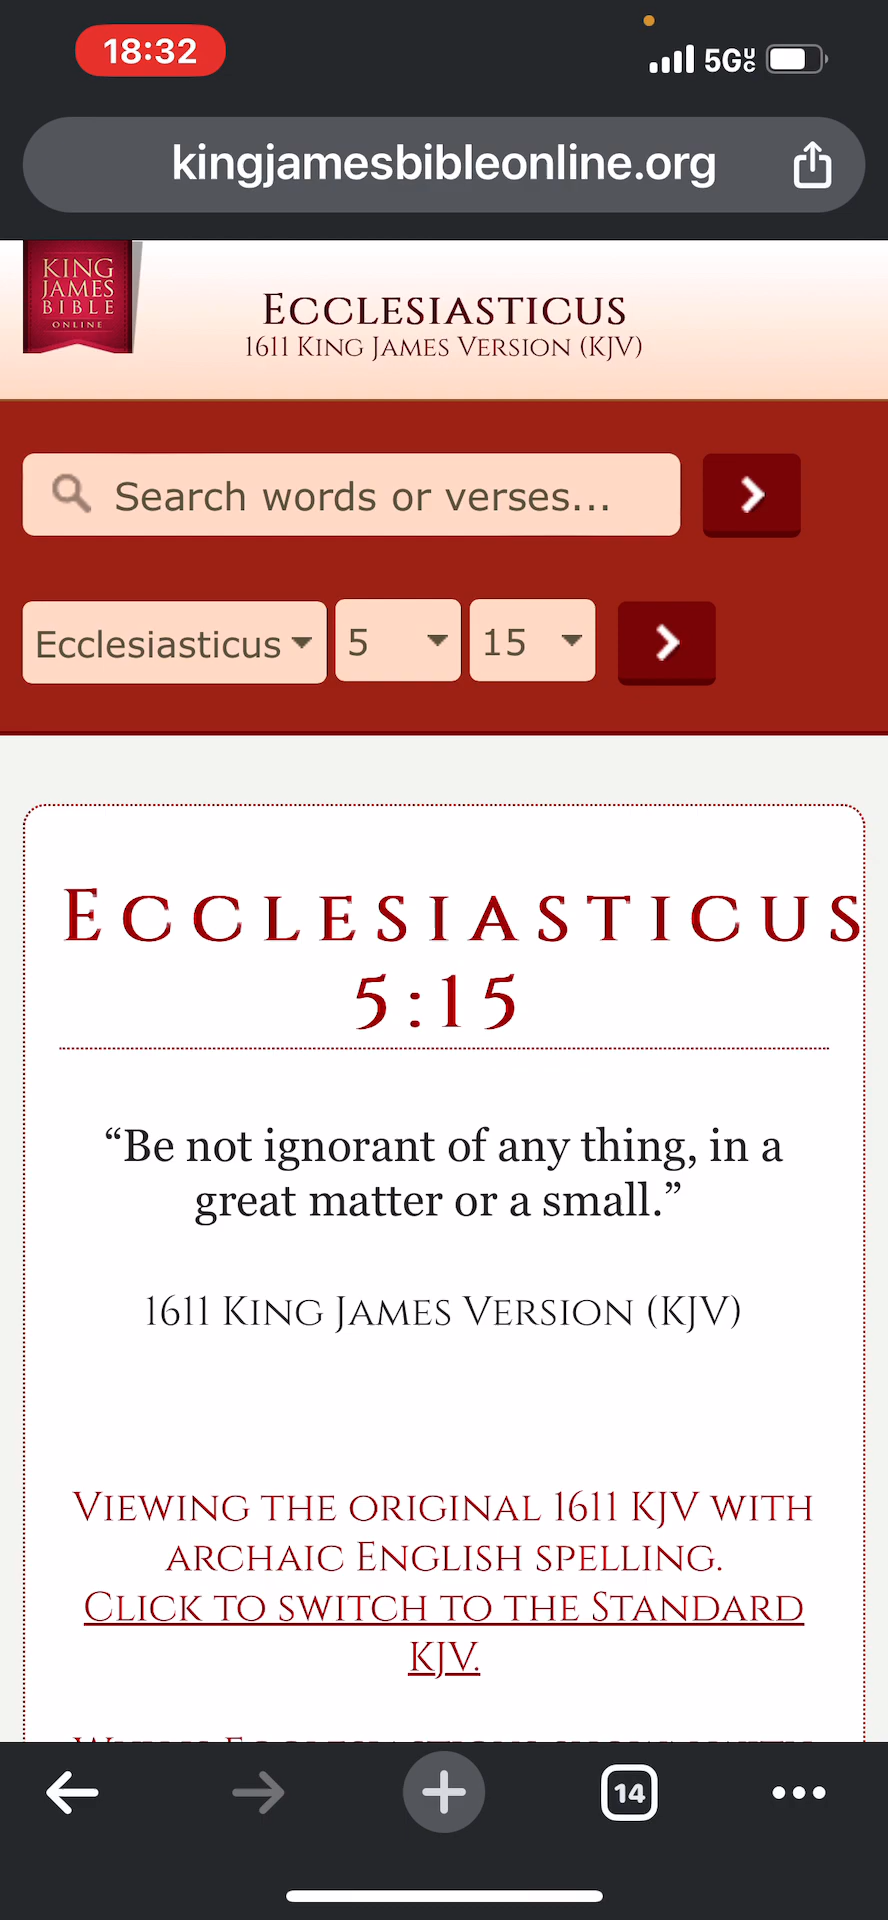 18:32
5G UC
kingjamesbibleonline.org
KING
JAMES
BIBLE
ONLINE
ECCLESIASTICUS
1611 KING JAMES VERSION (KJV)
Search words or verses...
Ecclesiasticus 5 15
ECCLESIASTICUS
5:15
“Be not ignorant of any thing, in a
great matter or a small.”
1611 KING JAMES VERSION (KJV)
VIEWING THE ORIGINAL 1611 KJV WITH
ARCHAIC ENGLISH SPELLING.
CLICK TO SWITCH TO THE STANDARD
KJV.
14